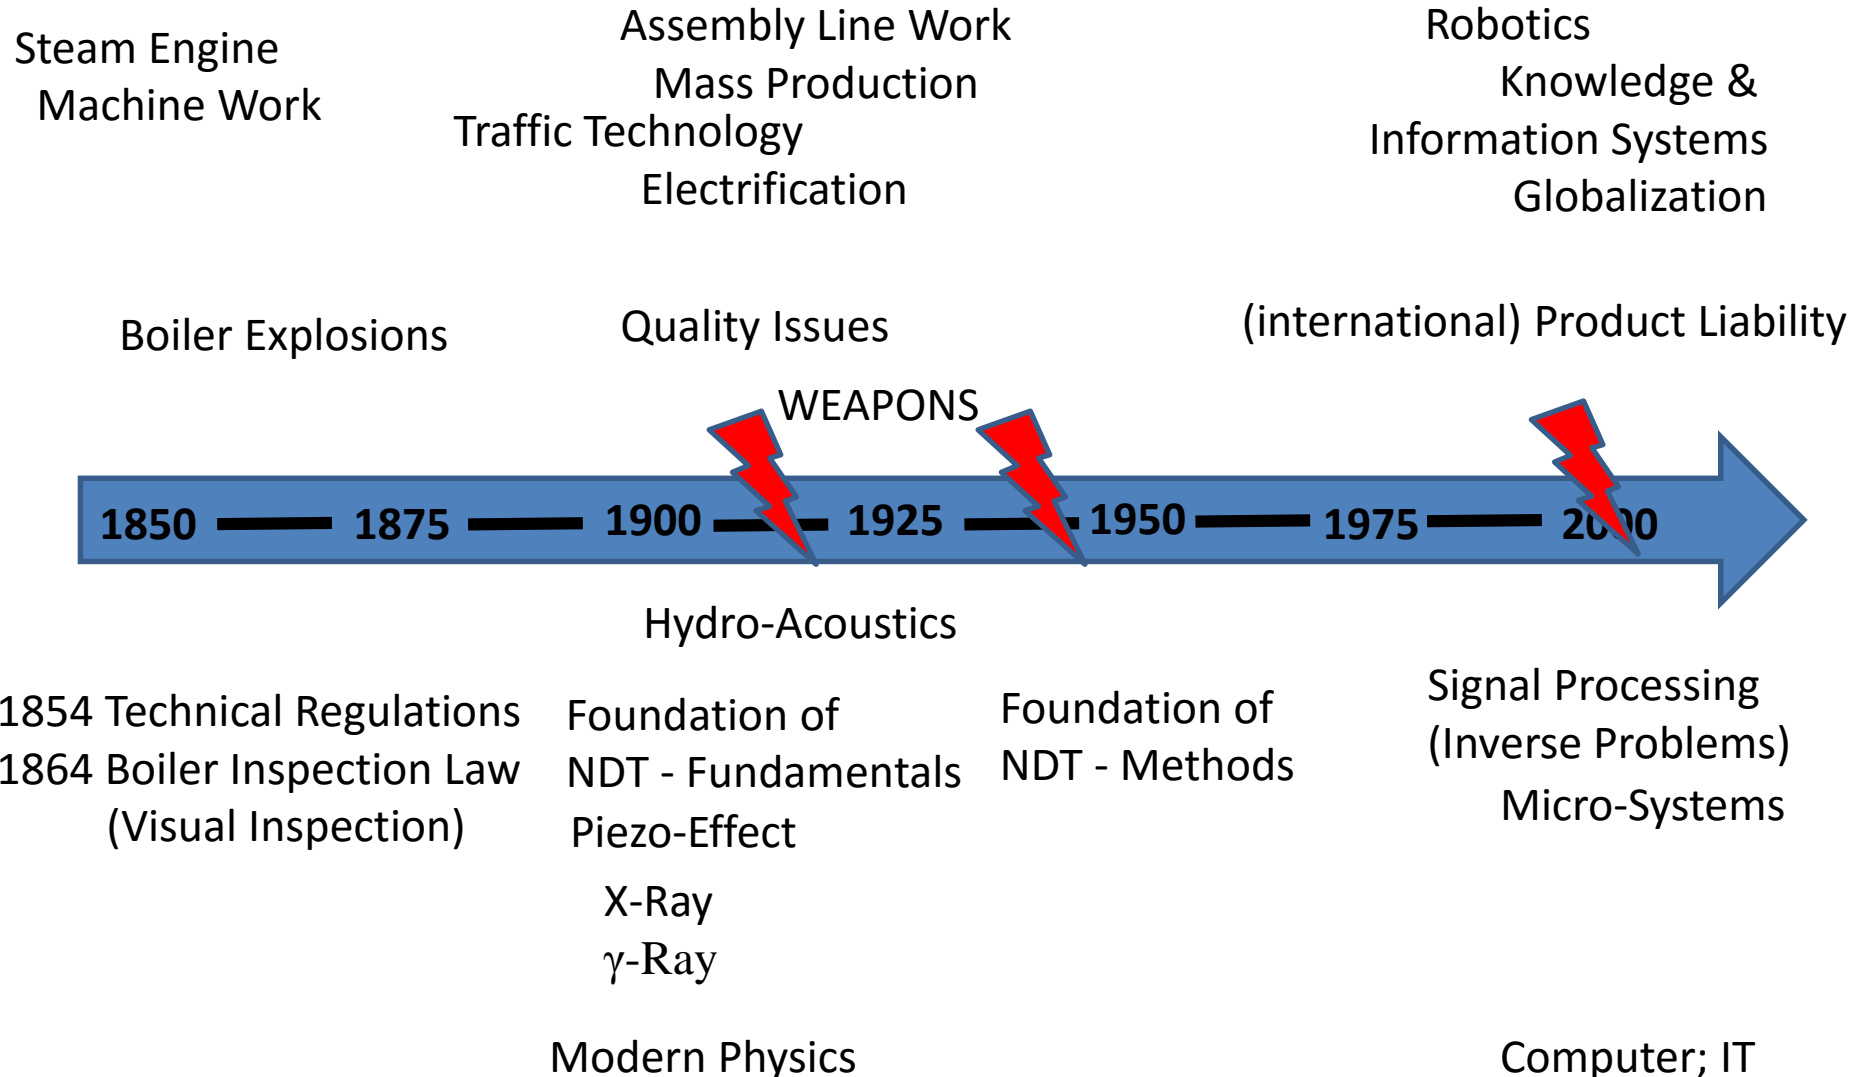 Steam Engine
Machine Work
Assembly Line Work
Mass Production
Traffic Technology
Electrification
Robotics
Knowledge &
Information Systems
Globalization
Boiler Explosions
Quality Issues
(international) Product Liability
WEAPONS
1850
1875
1900
1925
1950
1975
2000
Hydro-Acoustics
1854 Technical Regulations
1864 Boiler Inspection Law
(Visual Inspection)
Foundation of
NDT - Fundamentals
Piezo-Effect
X-Ray
γ-Ray
Modern Physics
Foundation of
NDT - Methods
Signal Processing
(Inverse Problems)
Micro-Systems
Computer; IT